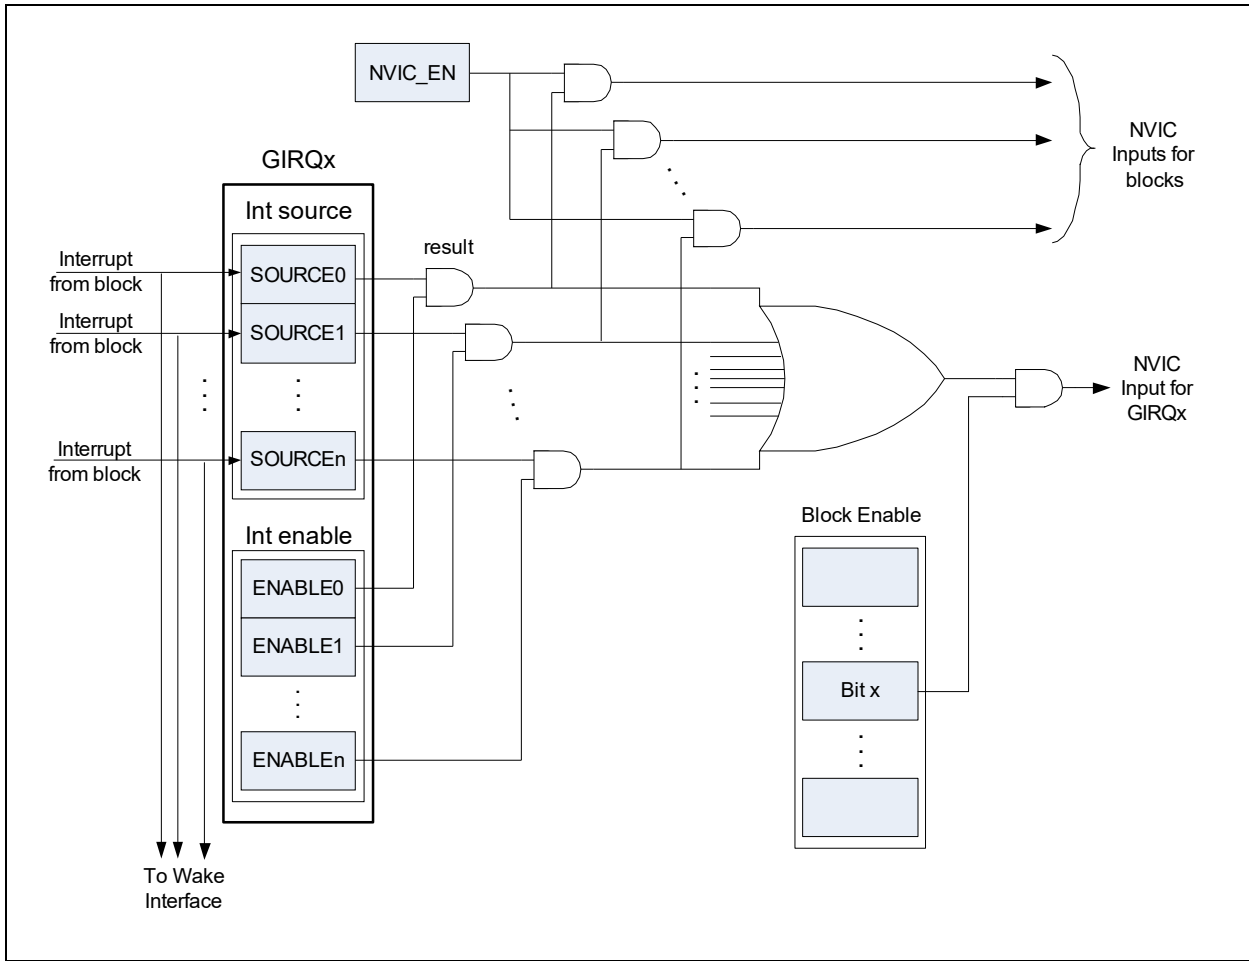 NVIC_EN
NVIC
Inputs for
blocks
GIRQx
Int source
result
Interrupt
from block
SOURCE0
Interrupt
from block
SOURCE1
NVIC
Input for
GIRQx
Interrupt
from block
SOURCEn
Block Enable
Int enable
ENABLE0
ENABLE1
Bit x
ENABLEn
To Wake
Interface